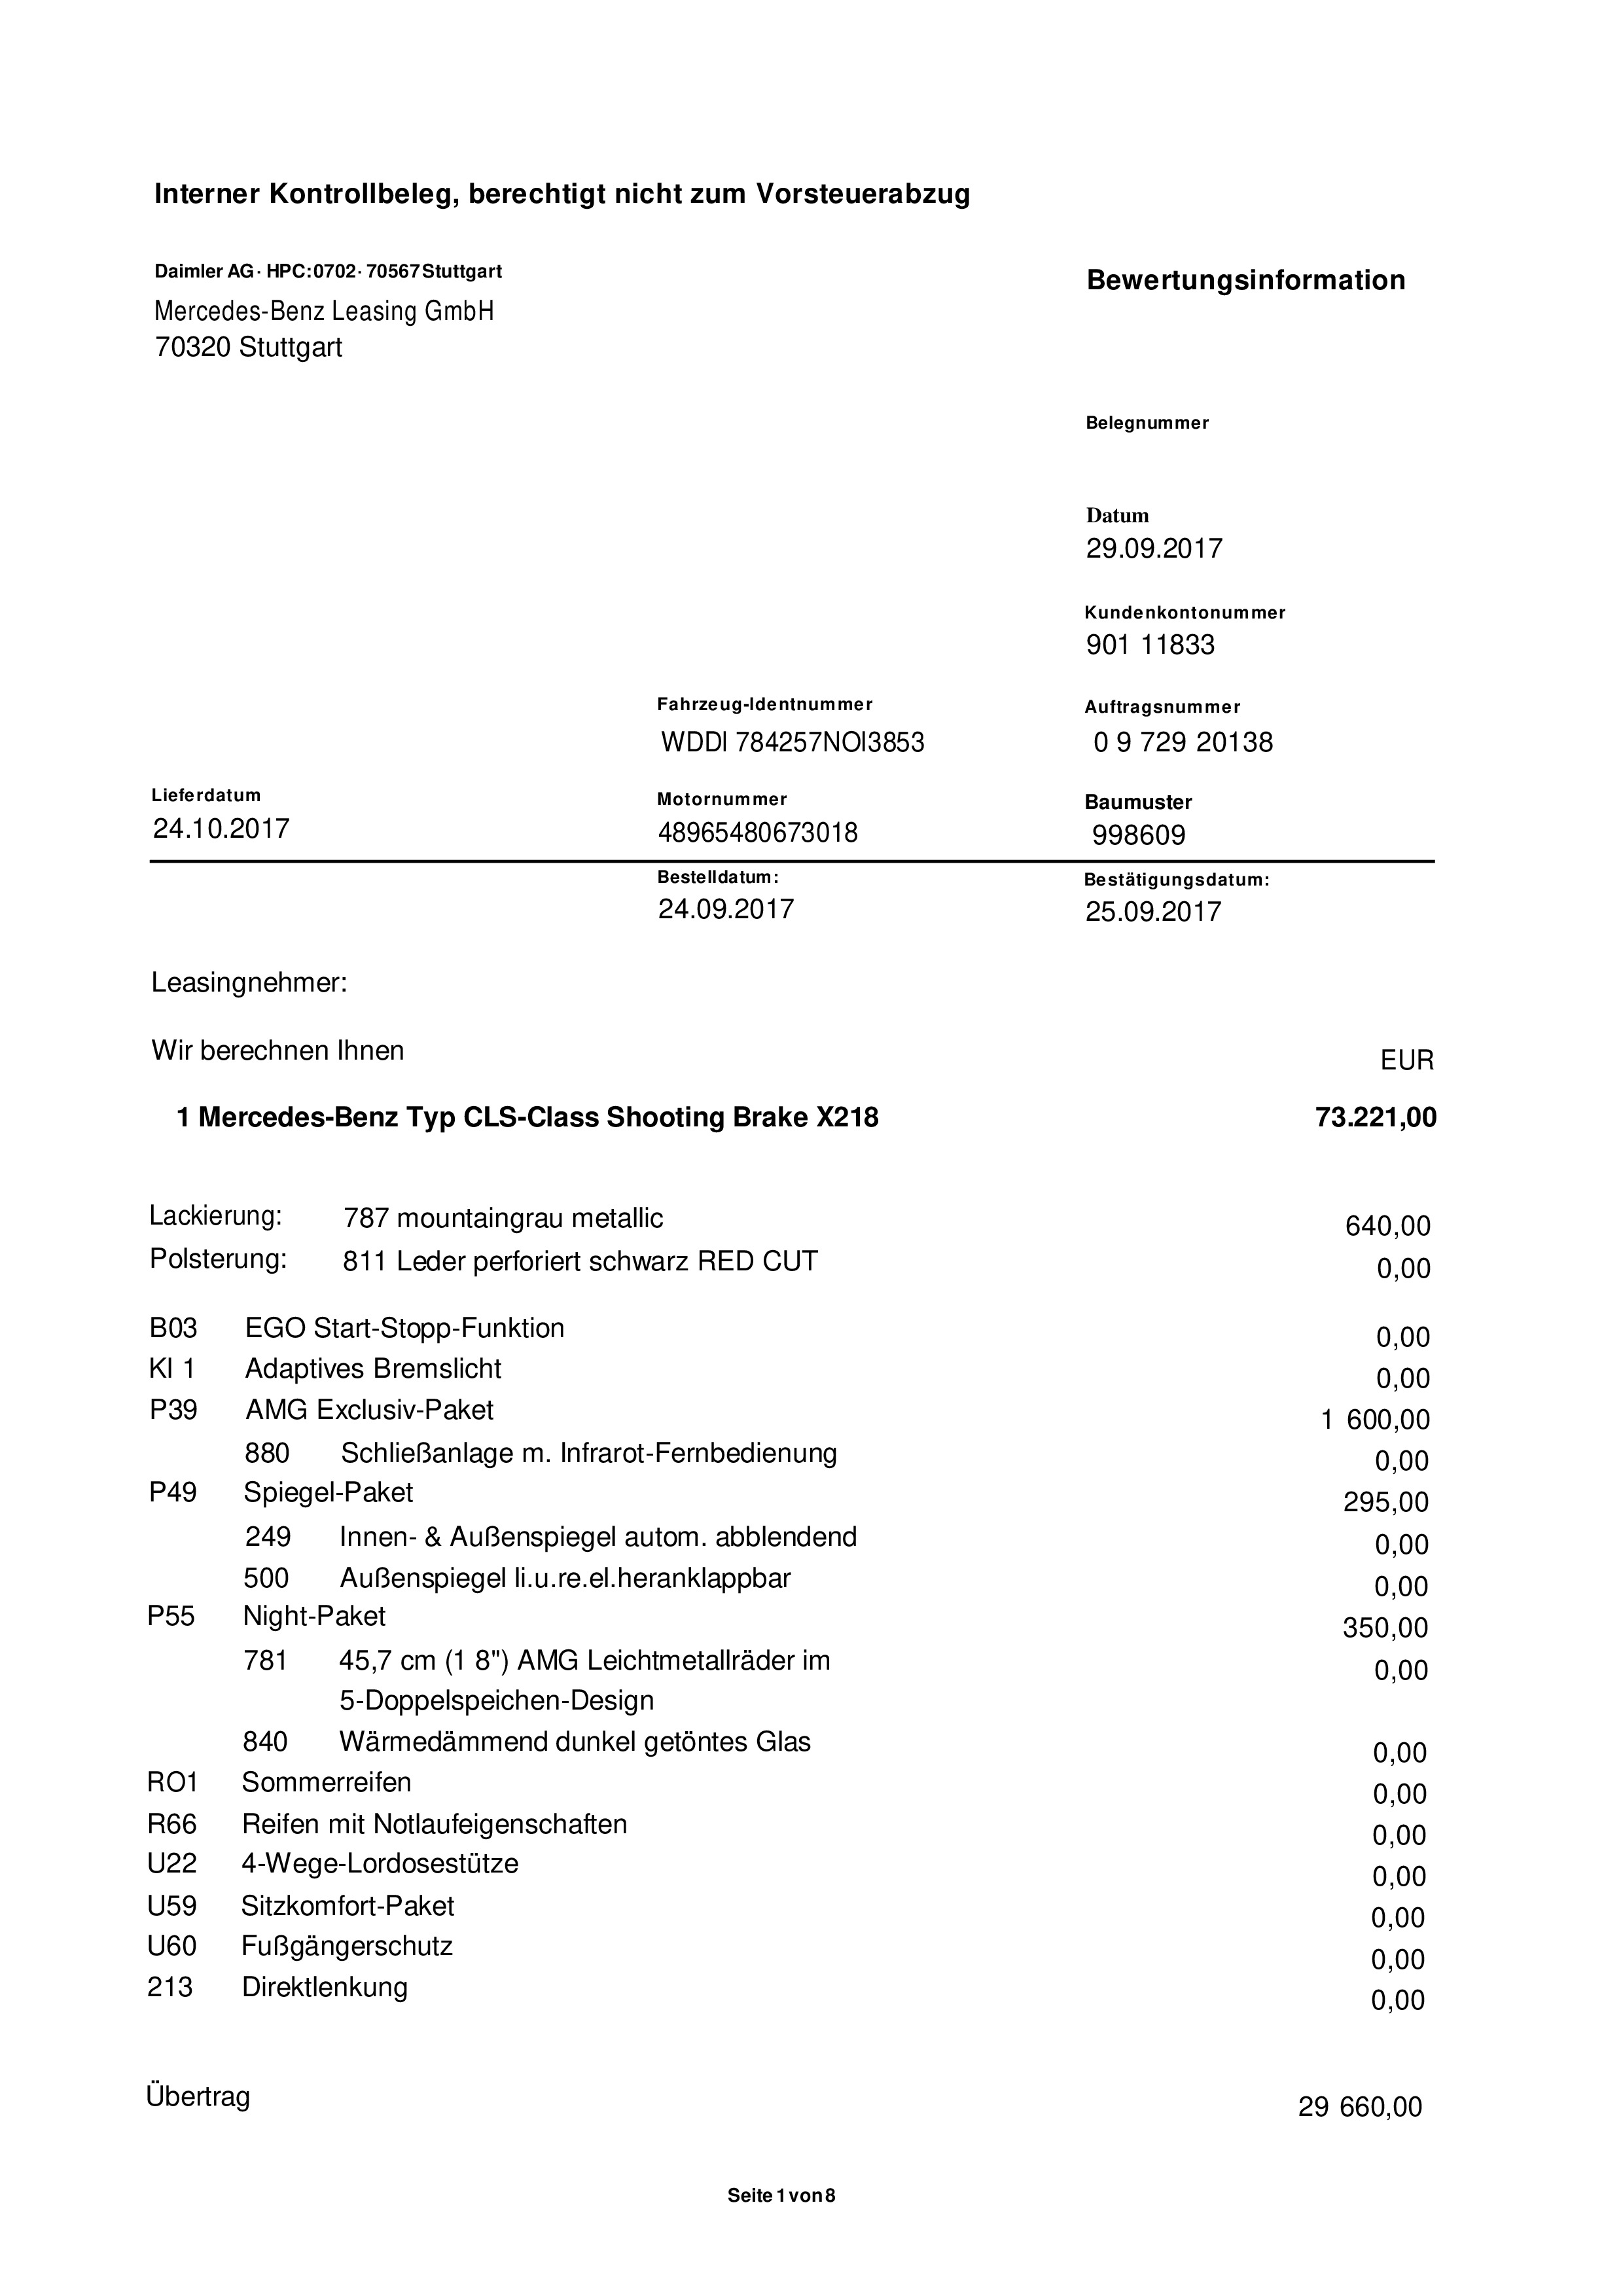 Interner Kontrollbeleg, berechtigt nicht zum Vorsteuerabzug
Daimler AG · HPC:0702 · 70567 Stuttgart
Bewertungsinformation
Mercedes-Benz Leasing GmbH
70320 Stuttgart
Belegnummer
Datum
29.09.2017
Kundenkontonummer
901 11833
Fahrzeug-Identnummer Auftragsnummer
WDDI 784257NOI3853 0 9 729 20138
Lieferdatum Motornummer Baumuster
24.10.2017 48965480673018 998609
Bestelldatum: Bestätigungsdatum:
24.09.2017 25.09.2017
Leasingnehmer:
Wir berechnen Ihnen EUR
1 Mercedes-Benz Typ CLS-Class Shooting Brake X218 73.221,00
Lackierung: 787 mountaingrau metallic 640,00
Polsterung: 811 Leder perforiert schwarz RED CUT 0,00
B03 EGO Start-Stopp-Funktion 0,00
KI 1 Adaptives Bremslicht 0,00
P39 AMG Exclusiv-Paket 1 600,00
880 Schließanlage m. Infrarot-Fernbedienung 0,00
P49 Spiegel-Paket 295,00
249 Innen- & Außenspiegel autom. abblendend 0,00
500 Außenspiegel li.u.re.el.heranklappbar 0,00
P55 Night-Paket 350,00
781 45,7 cm (1 8") AMG Leichtmetallräder im 0,00
5-Doppelspeichen-Design
840 Wärmedämmend dunkel getöntes Glas 0,00
RO1 Sommerreifen 0,00
R66 Reifen mit Notlaufeigenschaften 0,00
U22 4-Wege-Lordosestütze 0,00
U59 Sitzkomfort-Paket 0,00
U60 Fußgängerschutz 0,00
213 Direktlenkung 0,00
Übertrag 29 660,00
Seite 1 von 8